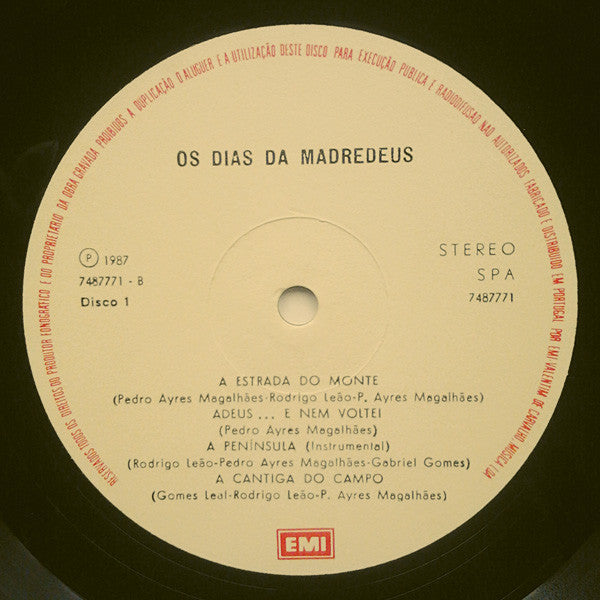 RESERVADOS TODOS OS DIREITOS DO PRODUTOR FONOGRÁFICO E DO PROPRIETÁRIO DA OBRA GRAVADA PROIBIDOS A DUPLICAÇÃO O ALUGUER E A UTILIZAÇÃO DESTE DISCO PARA EXECUÇÃO PÚBLICA E RADIODIFUSÃO NÃO AUTORIZADOS FABRICADO E DISTRIBUIDO EM PORTUGAL POR EMI VALENTIM DE CARVALHO MÚSICA LDA
OS DIAS DA MADREDEUS
Ⓟ 1987
7487771 - B
Disco 1
STEREO
SPA
7487771
A ESTRADA DO MONTE
(Pedro Ayres Magalhães-Rodrigo Leão-P. Ayres Magalhães)
ADEUS... E NEM VOLTEI
(Pedro Ayres Magalhães)
A PENÍNSULA (Instrumental)
(Rodrigo Leão-Pedro Ayres Magalhães-Gabriel Gomes)
A CANTIGA DO CAMPO
(Gomes Leal-Rodrigo Leão-P. Ayres Magalhães)
EMI